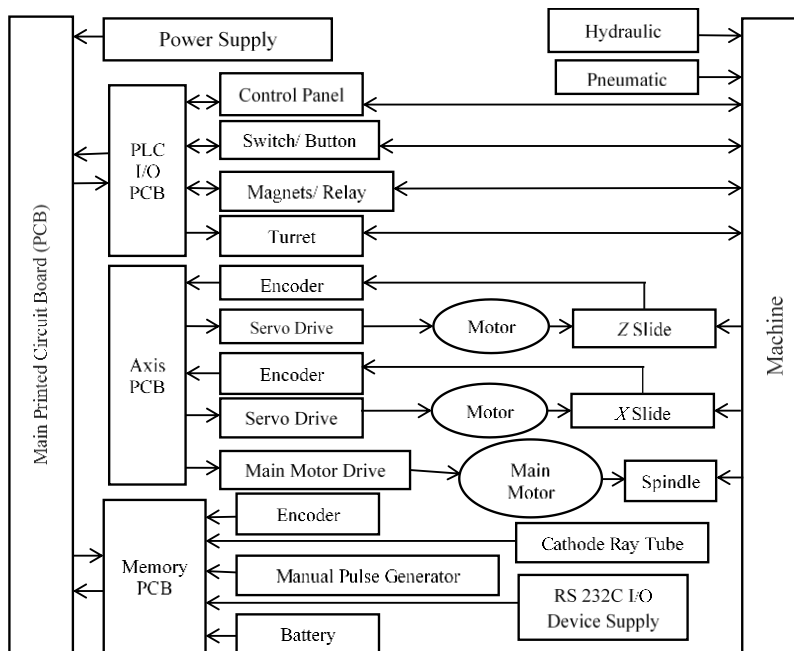 Main Printed Circuit Board (PCB)
Power Supply
Hydraulic
Pneumatic
PLC
I/O
PCB
Control Panel
Switch/ Button
Magnets/ Relay
Turret
Axis
PCB
Encoder
Servo Drive
Motor
Z Slide
Encoder
Servo Drive
Motor
X Slide
Main Motor Drive
Main
Motor
Spindle
Memory
PCB
Encoder
Cathode Ray Tube
Manual Pulse Generator
RS 232C I/O
Device Supply
Battery
Machine